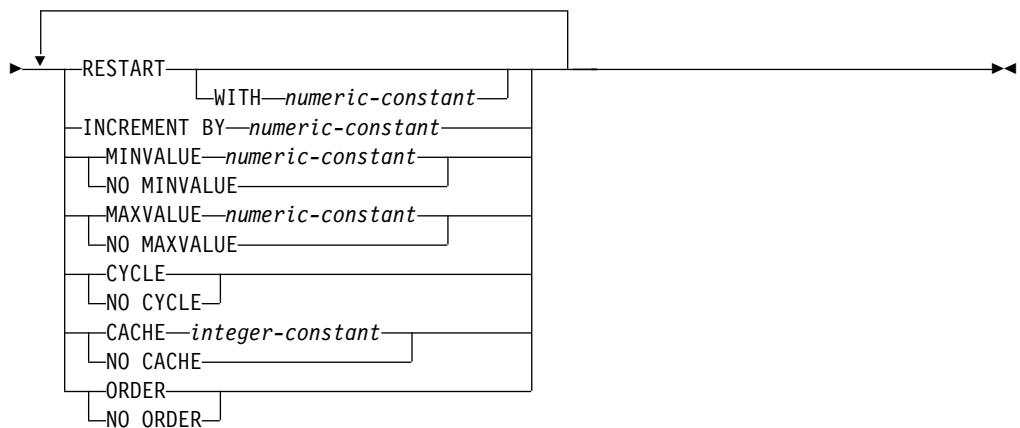 RESTART
WITH numeric-constant
INCREMENT BY numeric-constant
MINVALUE numeric-constant
NO MINVALUE
MAXVALUE numeric-constant
NO MAXVALUE
CYCLE
NO CYCLE
CACHE integer-constant
NO CACHE
ORDER
NO ORDER